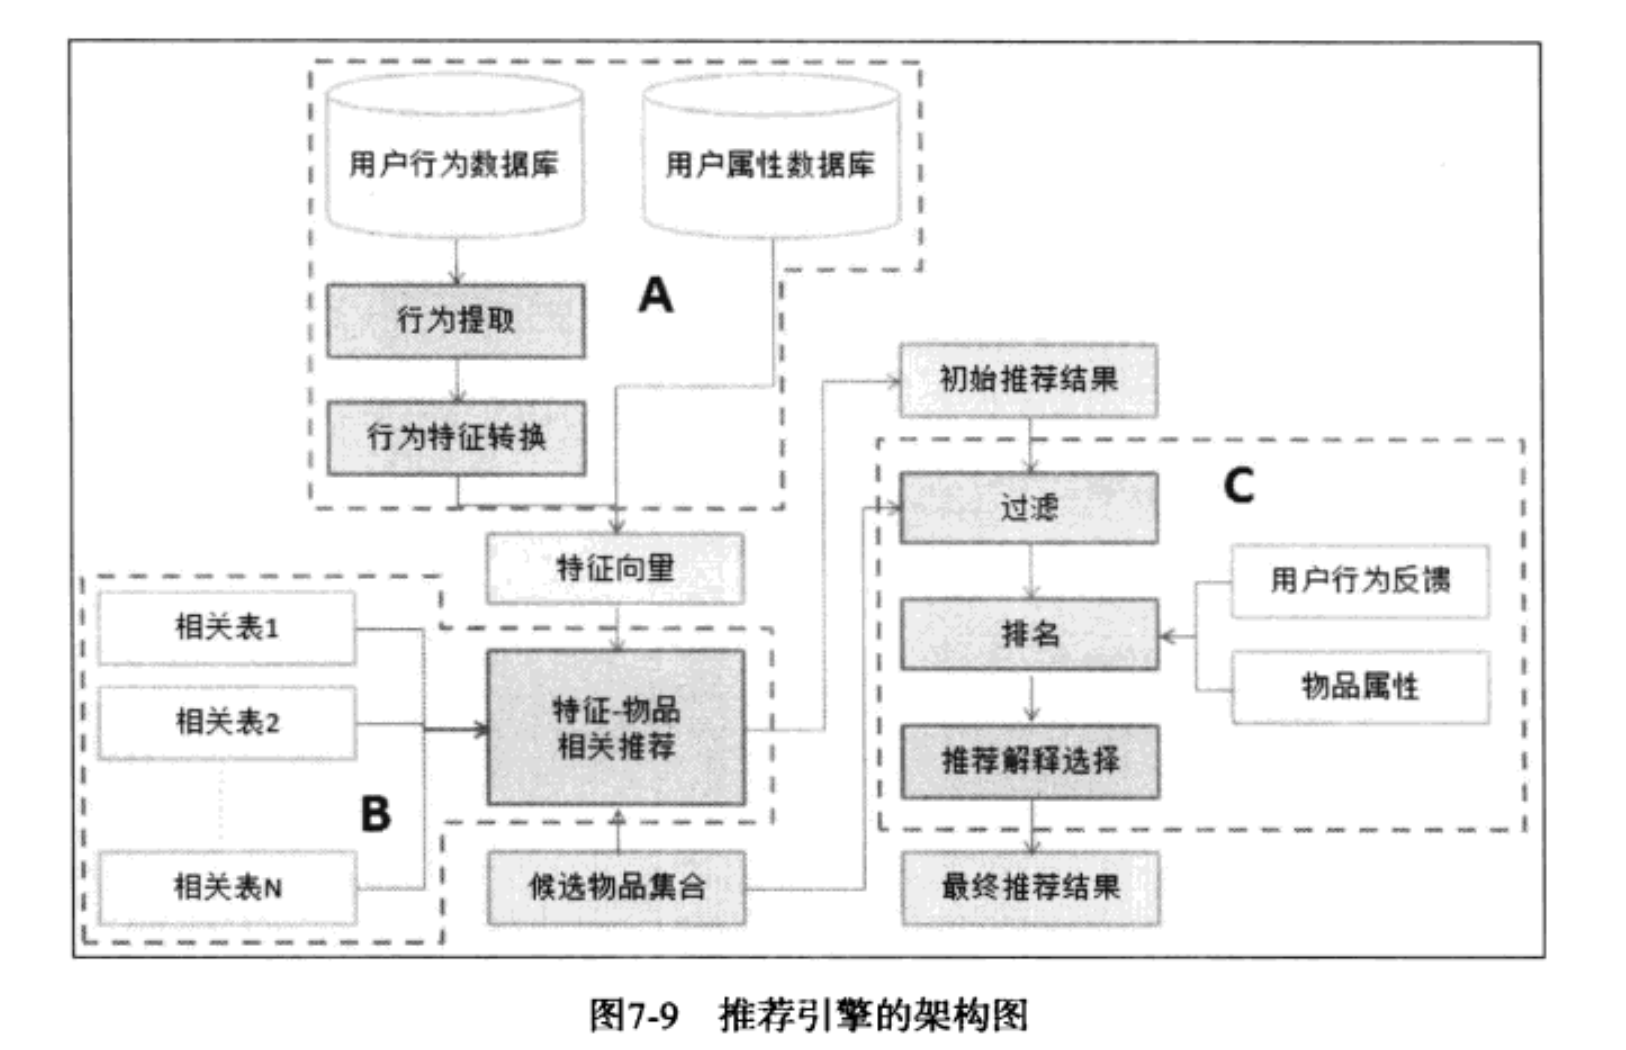 用户行为数据库
用户属性数据库
行为提取
A
行为特征转换
特征向量
相关表1
相关表2
B
相关表N
特征-物品
相关推荐
候选物品集合
初始推荐结果
C
过滤
排名
用户行为反馈
物品属性
推荐解释选择
最终推荐结果
图7-9 推荐引擎的架构图